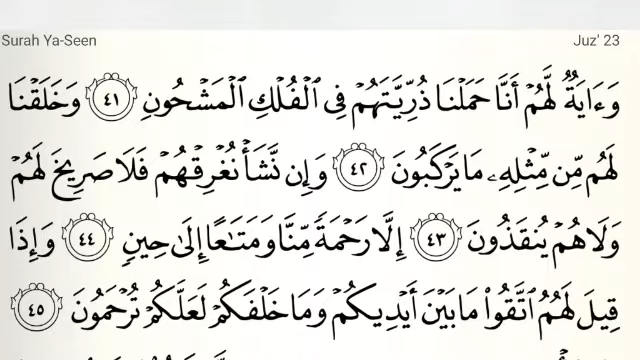 Surah Ya-Seen Juz' 23
وَءَايَةٌ لَّهُمْ أَنَّا حَمَلْنَا ذُرِّيَّتَهُمْ فِى ٱلْفُلْكِ ٱلْمَشْحُونِ ٤١ وَخَلَقْنَا
لَهُم مِّن مِّثْلِهِۦ مَا يَرْكَبُونَ ٤٢ وَإِن نَّشَأْ نُغْرِقْهُمْ فَلَا صَرِيخَ لَهُمْ
وَلَا هُمْ يُنقَذُونَ ٤٣ إِلَّا رَحْمَةً مِّنَّا وَمَتَٰعًا إِلَىٰ حِينٍ ٤٤ وَإِذَا
قِيلَ لَهُمُ ٱتَّقُوا۟ مَا بَيْنَ أَيْدِيكُمْ وَمَا خَلْفَكُمْ لَعَلَّكُمْ تُرْحَمُونَ ٤٥